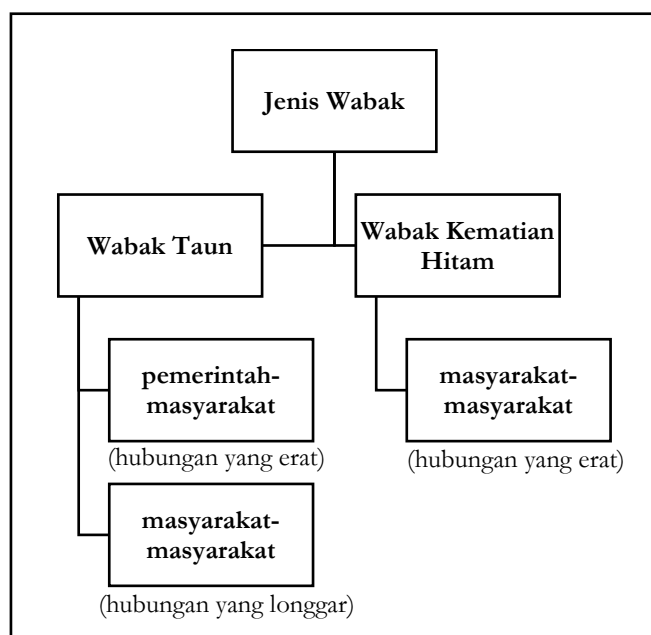 Jenis Wabak
Wabak Taun
Wabak Kematian
Hitam
pemerintah-
masyarakat
(hubungan yang erat)
masyarakat-
masyarakat
(hubungan yang longgar)
masyarakat-
masyarakat
(hubungan yang erat)